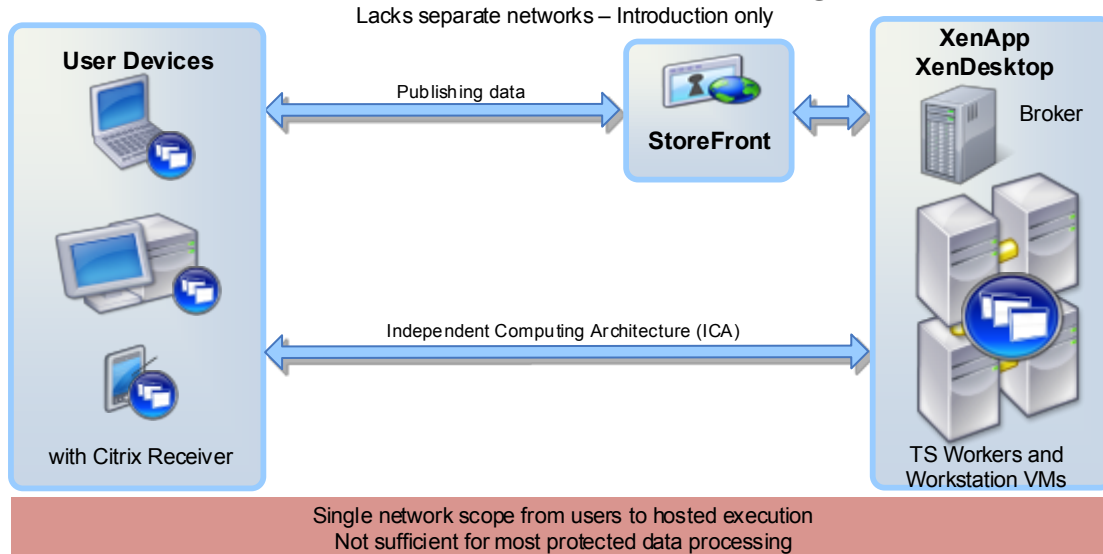 Lacks separate networks – Introduction only
User Devices
with Citrix Receiver
Publishing data
StoreFront
Independent Computing Architecture (ICA)
XenApp
XenDesktop
Broker
TS Workers and
Workstation VMs
Single network scope from users to hosted execution
Not sufficient for most protected data processing